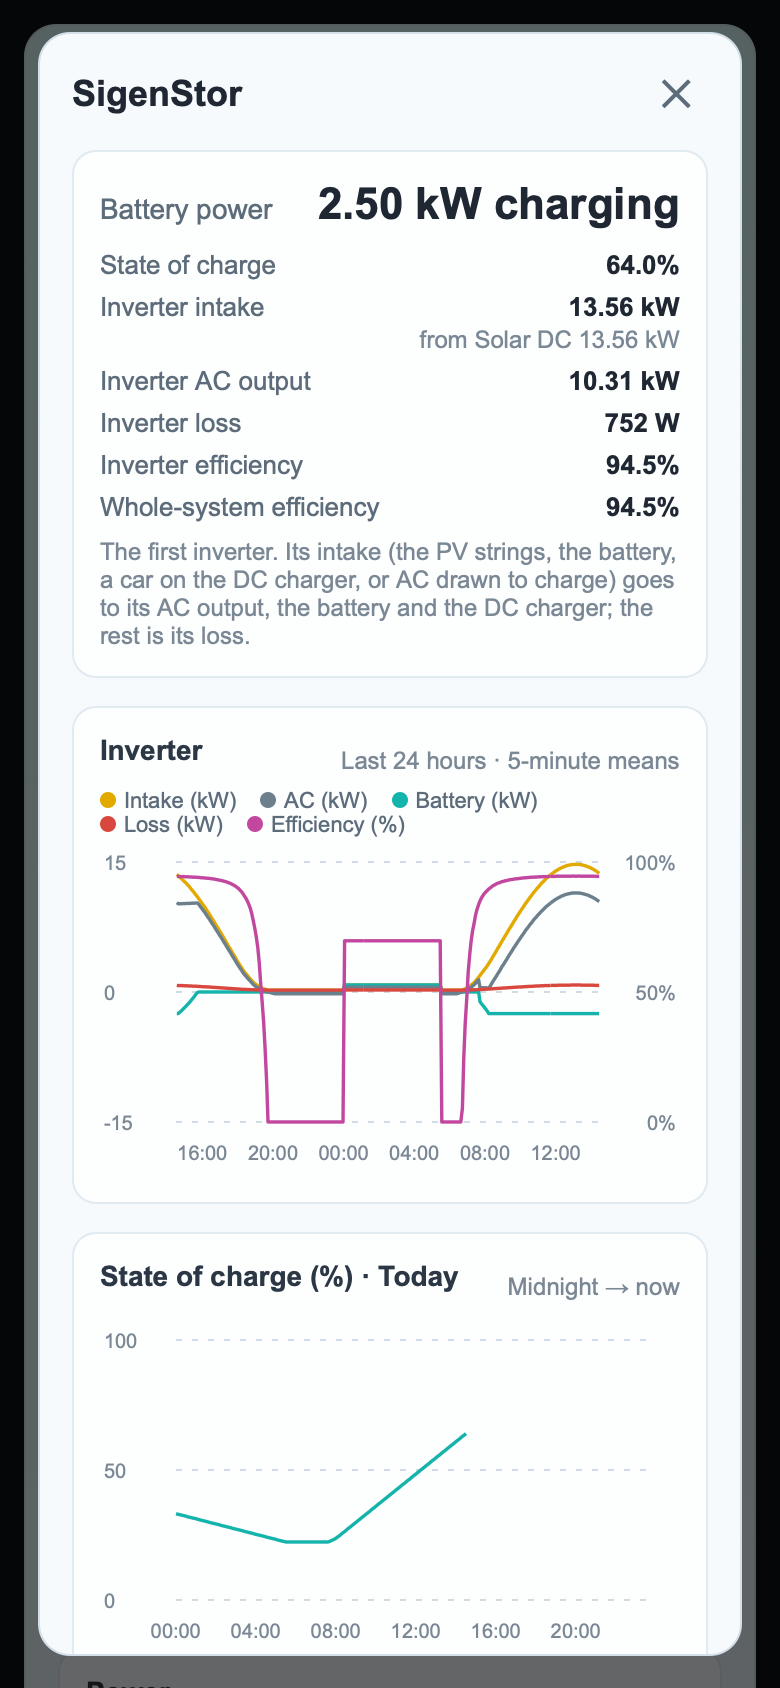 SigenStor
Battery power 2.50 kW charging
State of charge 64.0%
Inverter intake 13.56 kW
from Solar DC 13.56 kW
Inverter AC output 10.31 kW
Inverter loss 752 W
Inverter efficiency 94.5%
Whole-system efficiency 94.5%
The first inverter. Its intake (the PV strings, the battery,
a car on the DC charger, or AC drawn to charge) goes
to its AC output, the battery and the DC charger; the
rest is its loss.
Inverter Last 24 hours · 5-minute means
Intake (kW) AC (kW) Battery (kW)
Loss (kW) Efficiency (%)
15 100%
0 50%
-15 0%
16:00 20:00 00:00 04:00 08:00 12:00
State of charge (%) · Today Midnight → now
100
50
0
00:00 04:00 08:00 12:00 16:00 20:00